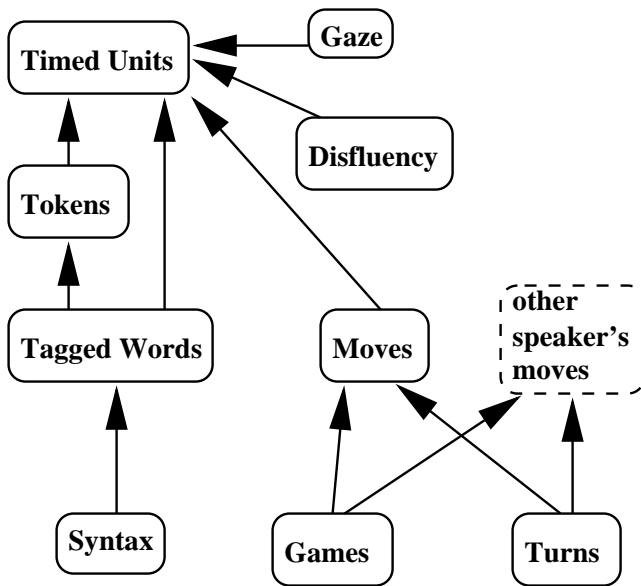 Gaze
Timed Units
Disfluency
Tokens
other
speaker's
moves
Tagged Words
Moves
Syntax
Games
Turns